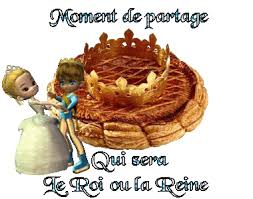 Moment de partage
Qui sera
Le Roi ou la Reine